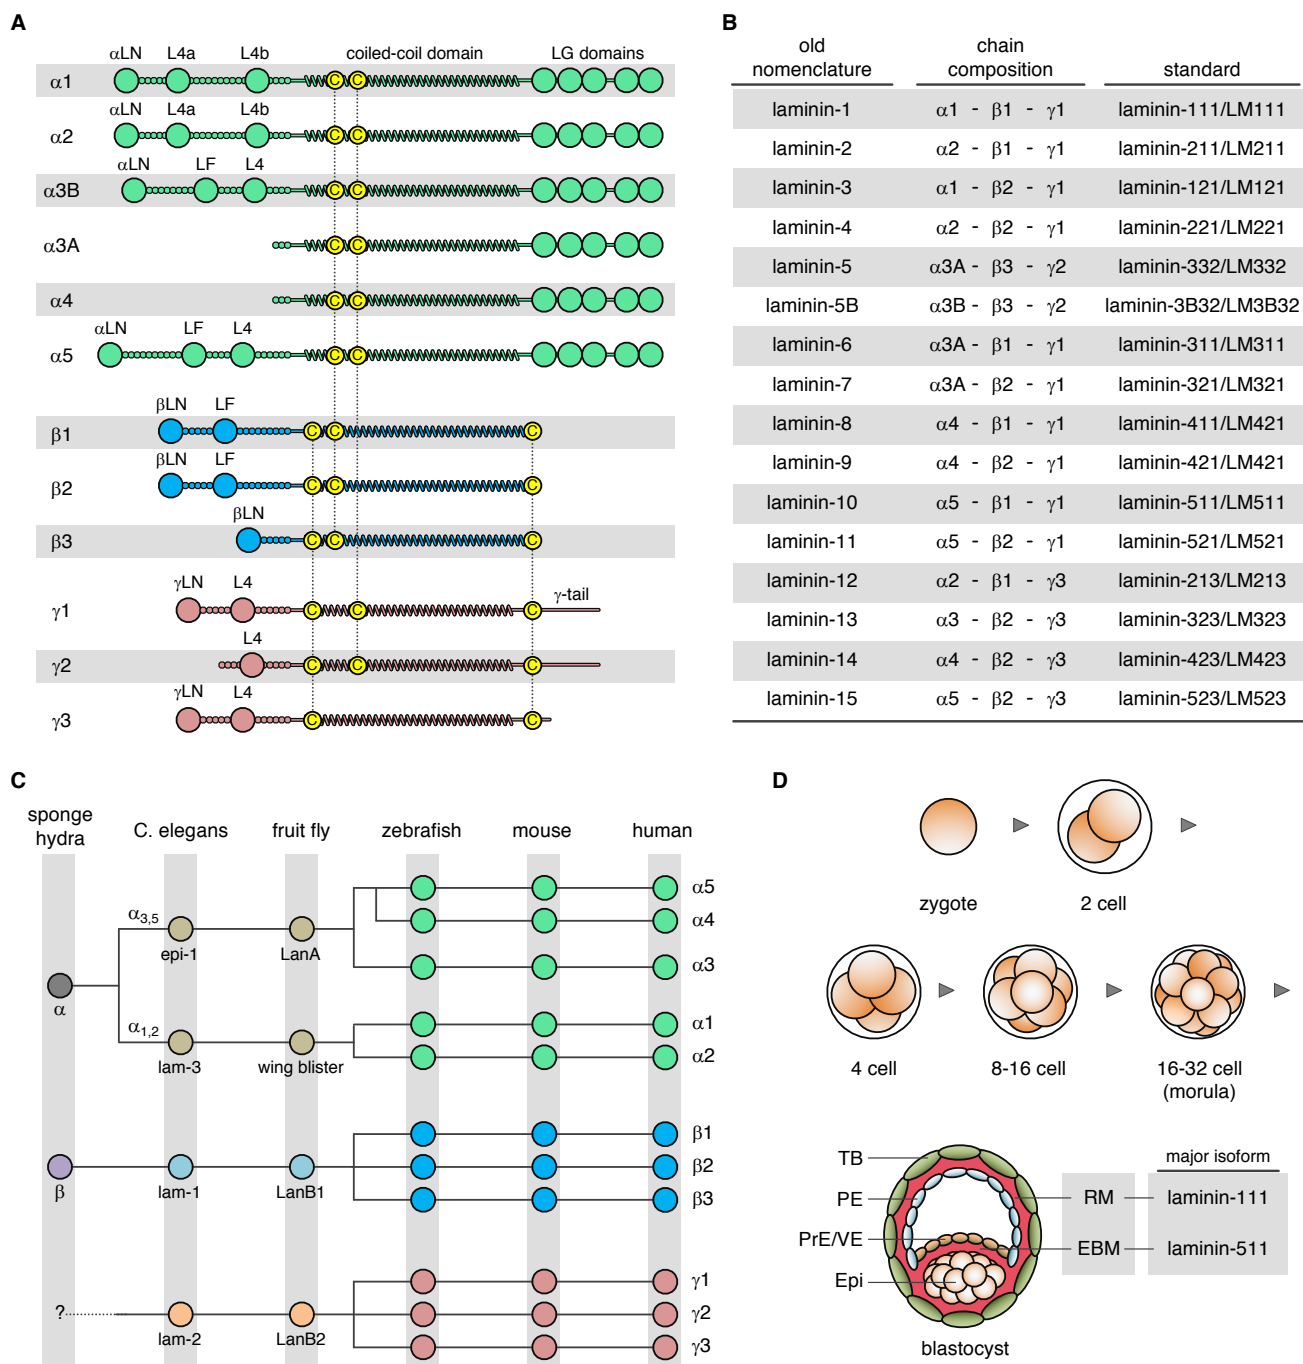 A
αLN L4a L4b coiled-coil domain LG domains
α1 C C
αLN L4a L4b
α2 C C
αLN LF L4
α3B C C
α3A C C
α4 C C
αLN LF L4
α5 C C
βLN LF
β1 C C C
βLN LF
β2 C C C
βLN
β3 C C C
γLN L4 γ-tail
γ1 C C C
L4
γ2 C C C
γLN L4
γ3 C C
B
old nomenclature chain composition standard
laminin-1 α1 - β1 - γ1 laminin-111/LM111
laminin-2 α2 - β1 - γ1 laminin-211/LM211
laminin-3 α1 - β2 - γ1 laminin-121/LM121
laminin-4 α2 - β2 - γ1 laminin-221/LM221
laminin-5 α3A - β3 - γ2 laminin-332/LM332
laminin-5B α3B - β3 - γ2 laminin-3B32/LM3B32
laminin-6 α3A - β1 - γ1 laminin-311/LM311
laminin-7 α3A - β2 - γ1 laminin-321/LM321
laminin-8 α4 - β1 - γ1 laminin-411/LM421
laminin-9 α4 - β2 - γ1 laminin-421/LM421
laminin-10 α5 - β1 - γ1 laminin-511/LM511
laminin-11 α5 - β2 - γ1 laminin-521/LM521
laminin-12 α2 - β1 - γ3 laminin-213/LM213
laminin-13 α3 - β2 - γ3 laminin-323/LM323
laminin-14 α4 - β2 - γ3 laminin-423/LM423
laminin-15 α5 - β2 - γ3 laminin-523/LM523
C
sponge
hydra C. elegans fruit fly zebrafish mouse human
α5
α3,5 α4
epi-1 LanA
α3
α
α1,2 α1
lam-3 wing blister α2
β1
β2
β lam-1 LanB1
β3
γ1
? γ2
lam-2 LanB2
γ3
D
zygote 2 cell
4 cell 8-16 cell 16-32 cell
(morula)
major isoform
TB
PE RM laminin-111
PrE/VE EBM laminin-511
Epi
blastocyst